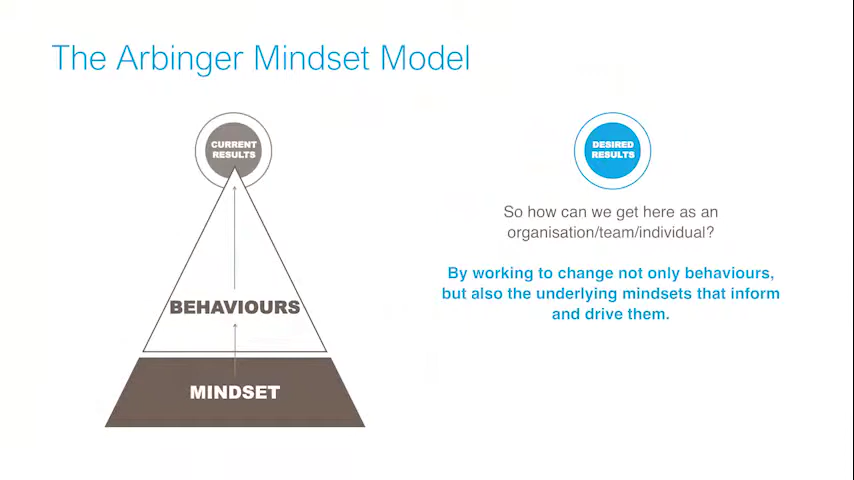 The Arbinger Mindset Model
CURRENT
RESULTS
BEHAVIOURS
MINDSET
DESIRED
RESULTS
So how can we get here as an
organisation/team/individual?
By working to change not only behaviours,
but also the underlying mindsets that inform
and drive them.